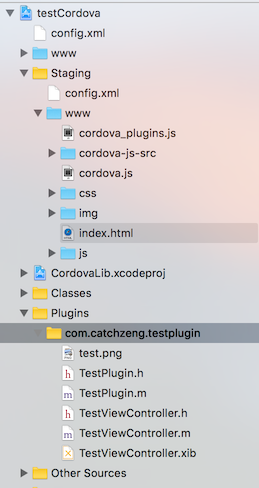 testCordova
config.xml
www
Staging
config.xml
www
cordova_plugins.js
cordova-js-src
cordova.js
css
img
index.html
js
CordovaLib.xcodeproj
Classes
Plugins
com.catchzeng.testplugin
test.png
TestPlugin.h
TestPlugin.m
TestViewController.h
TestViewController.m
TestViewController.xib
Other Sources